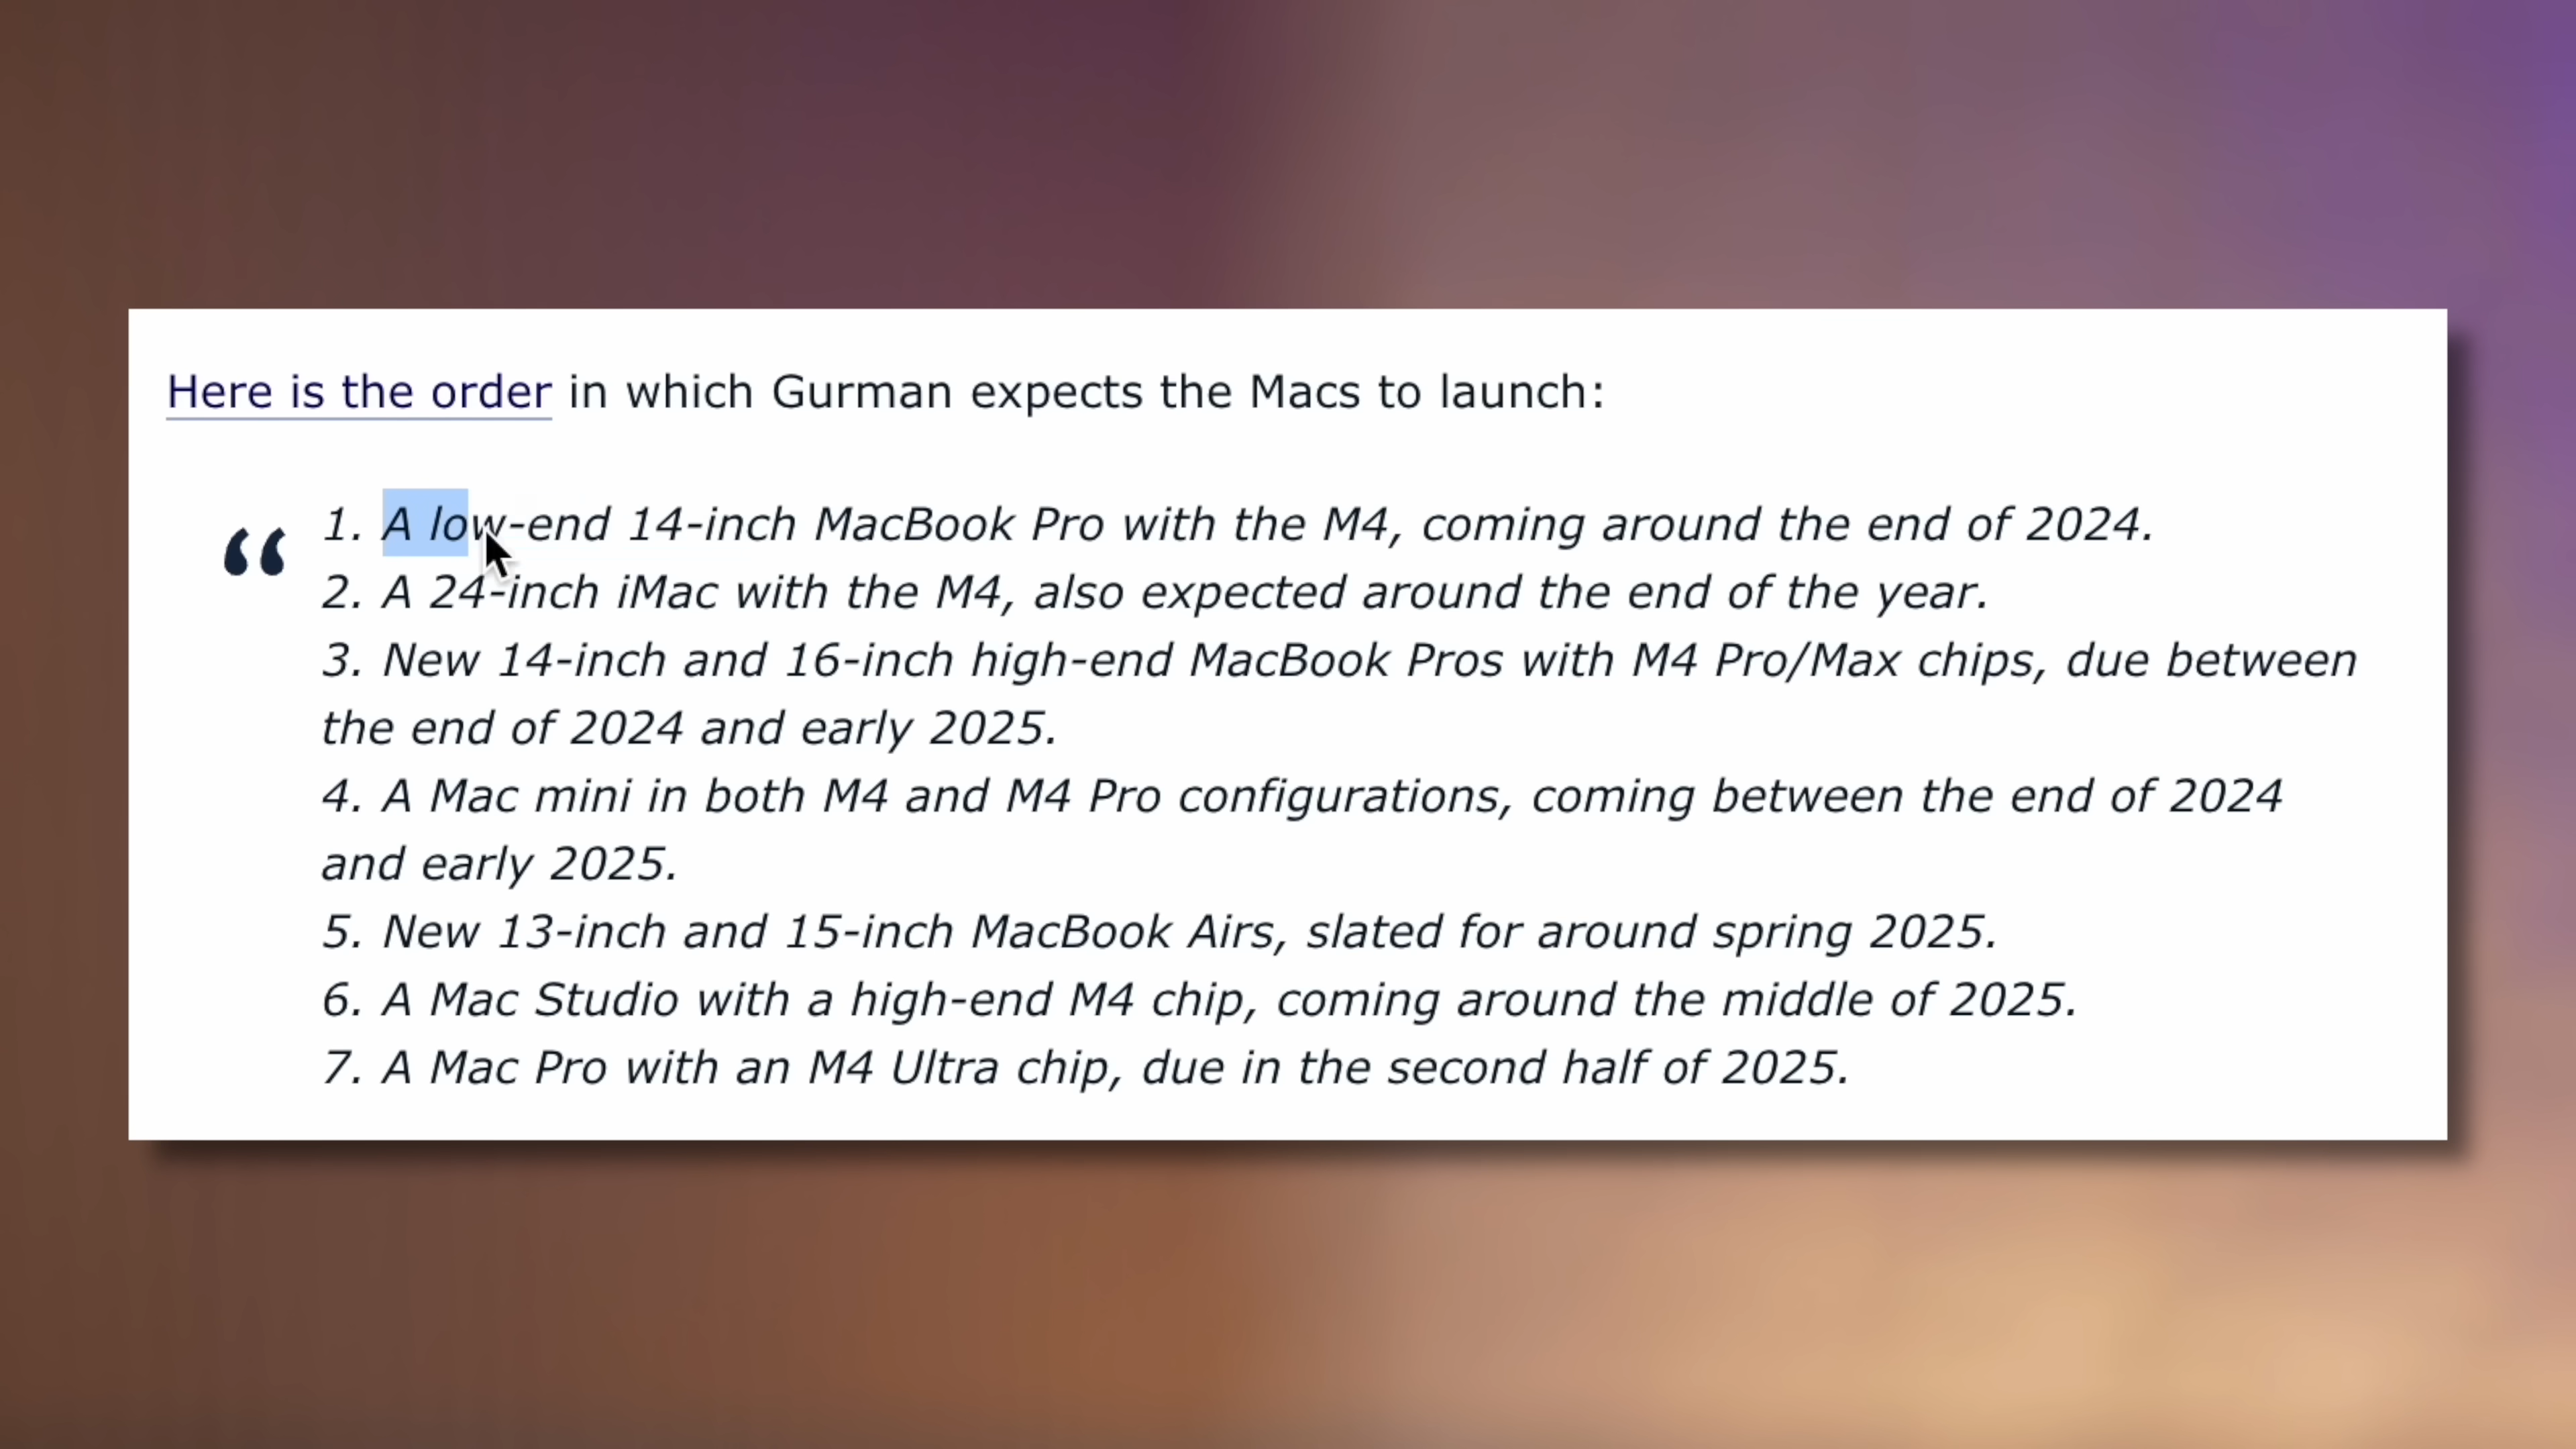 Here is the order in which Gurman expects the Macs to launch:
“
1. A low-end 14-inch MacBook Pro with the M4, coming around the end of 2024.
2. A 24-inch iMac with the M4, also expected around the end of the year.
3. New 14-inch and 16-inch high-end MacBook Pros with M4 Pro/Max chips, due between
the end of 2024 and early 2025.
4. A Mac mini in both M4 and M4 Pro configurations, coming between the end of 2024
and early 2025.
5. New 13-inch and 15-inch MacBook Airs, slated for around spring 2025.
6. A Mac Studio with a high-end M4 chip, coming around the middle of 2025.
7. A Mac Pro with an M4 Ultra chip, due in the second half of 2025.